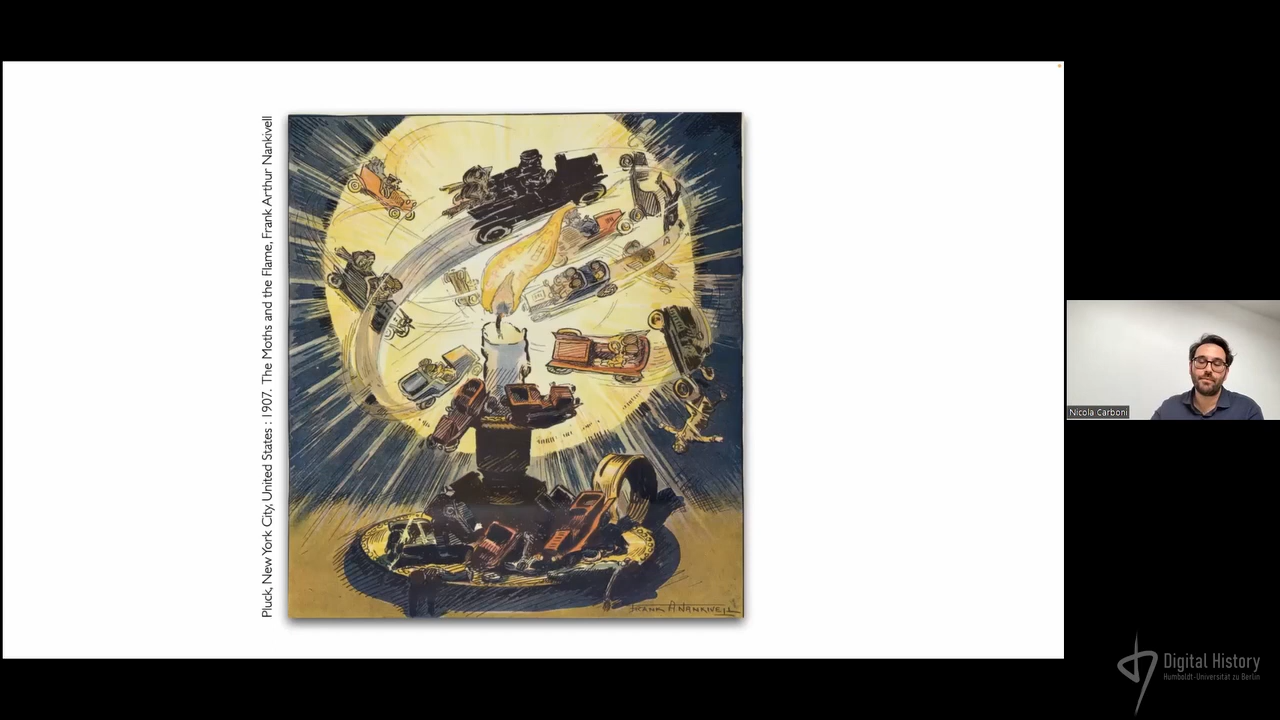 Pluck, New York City, United States : 1907. The Moths and the Flame, Frank Arthur Nankivell
FRANK A NANKIVELL
Nicola Carboni
Digital History
Humboldt-Universität zu Berlin